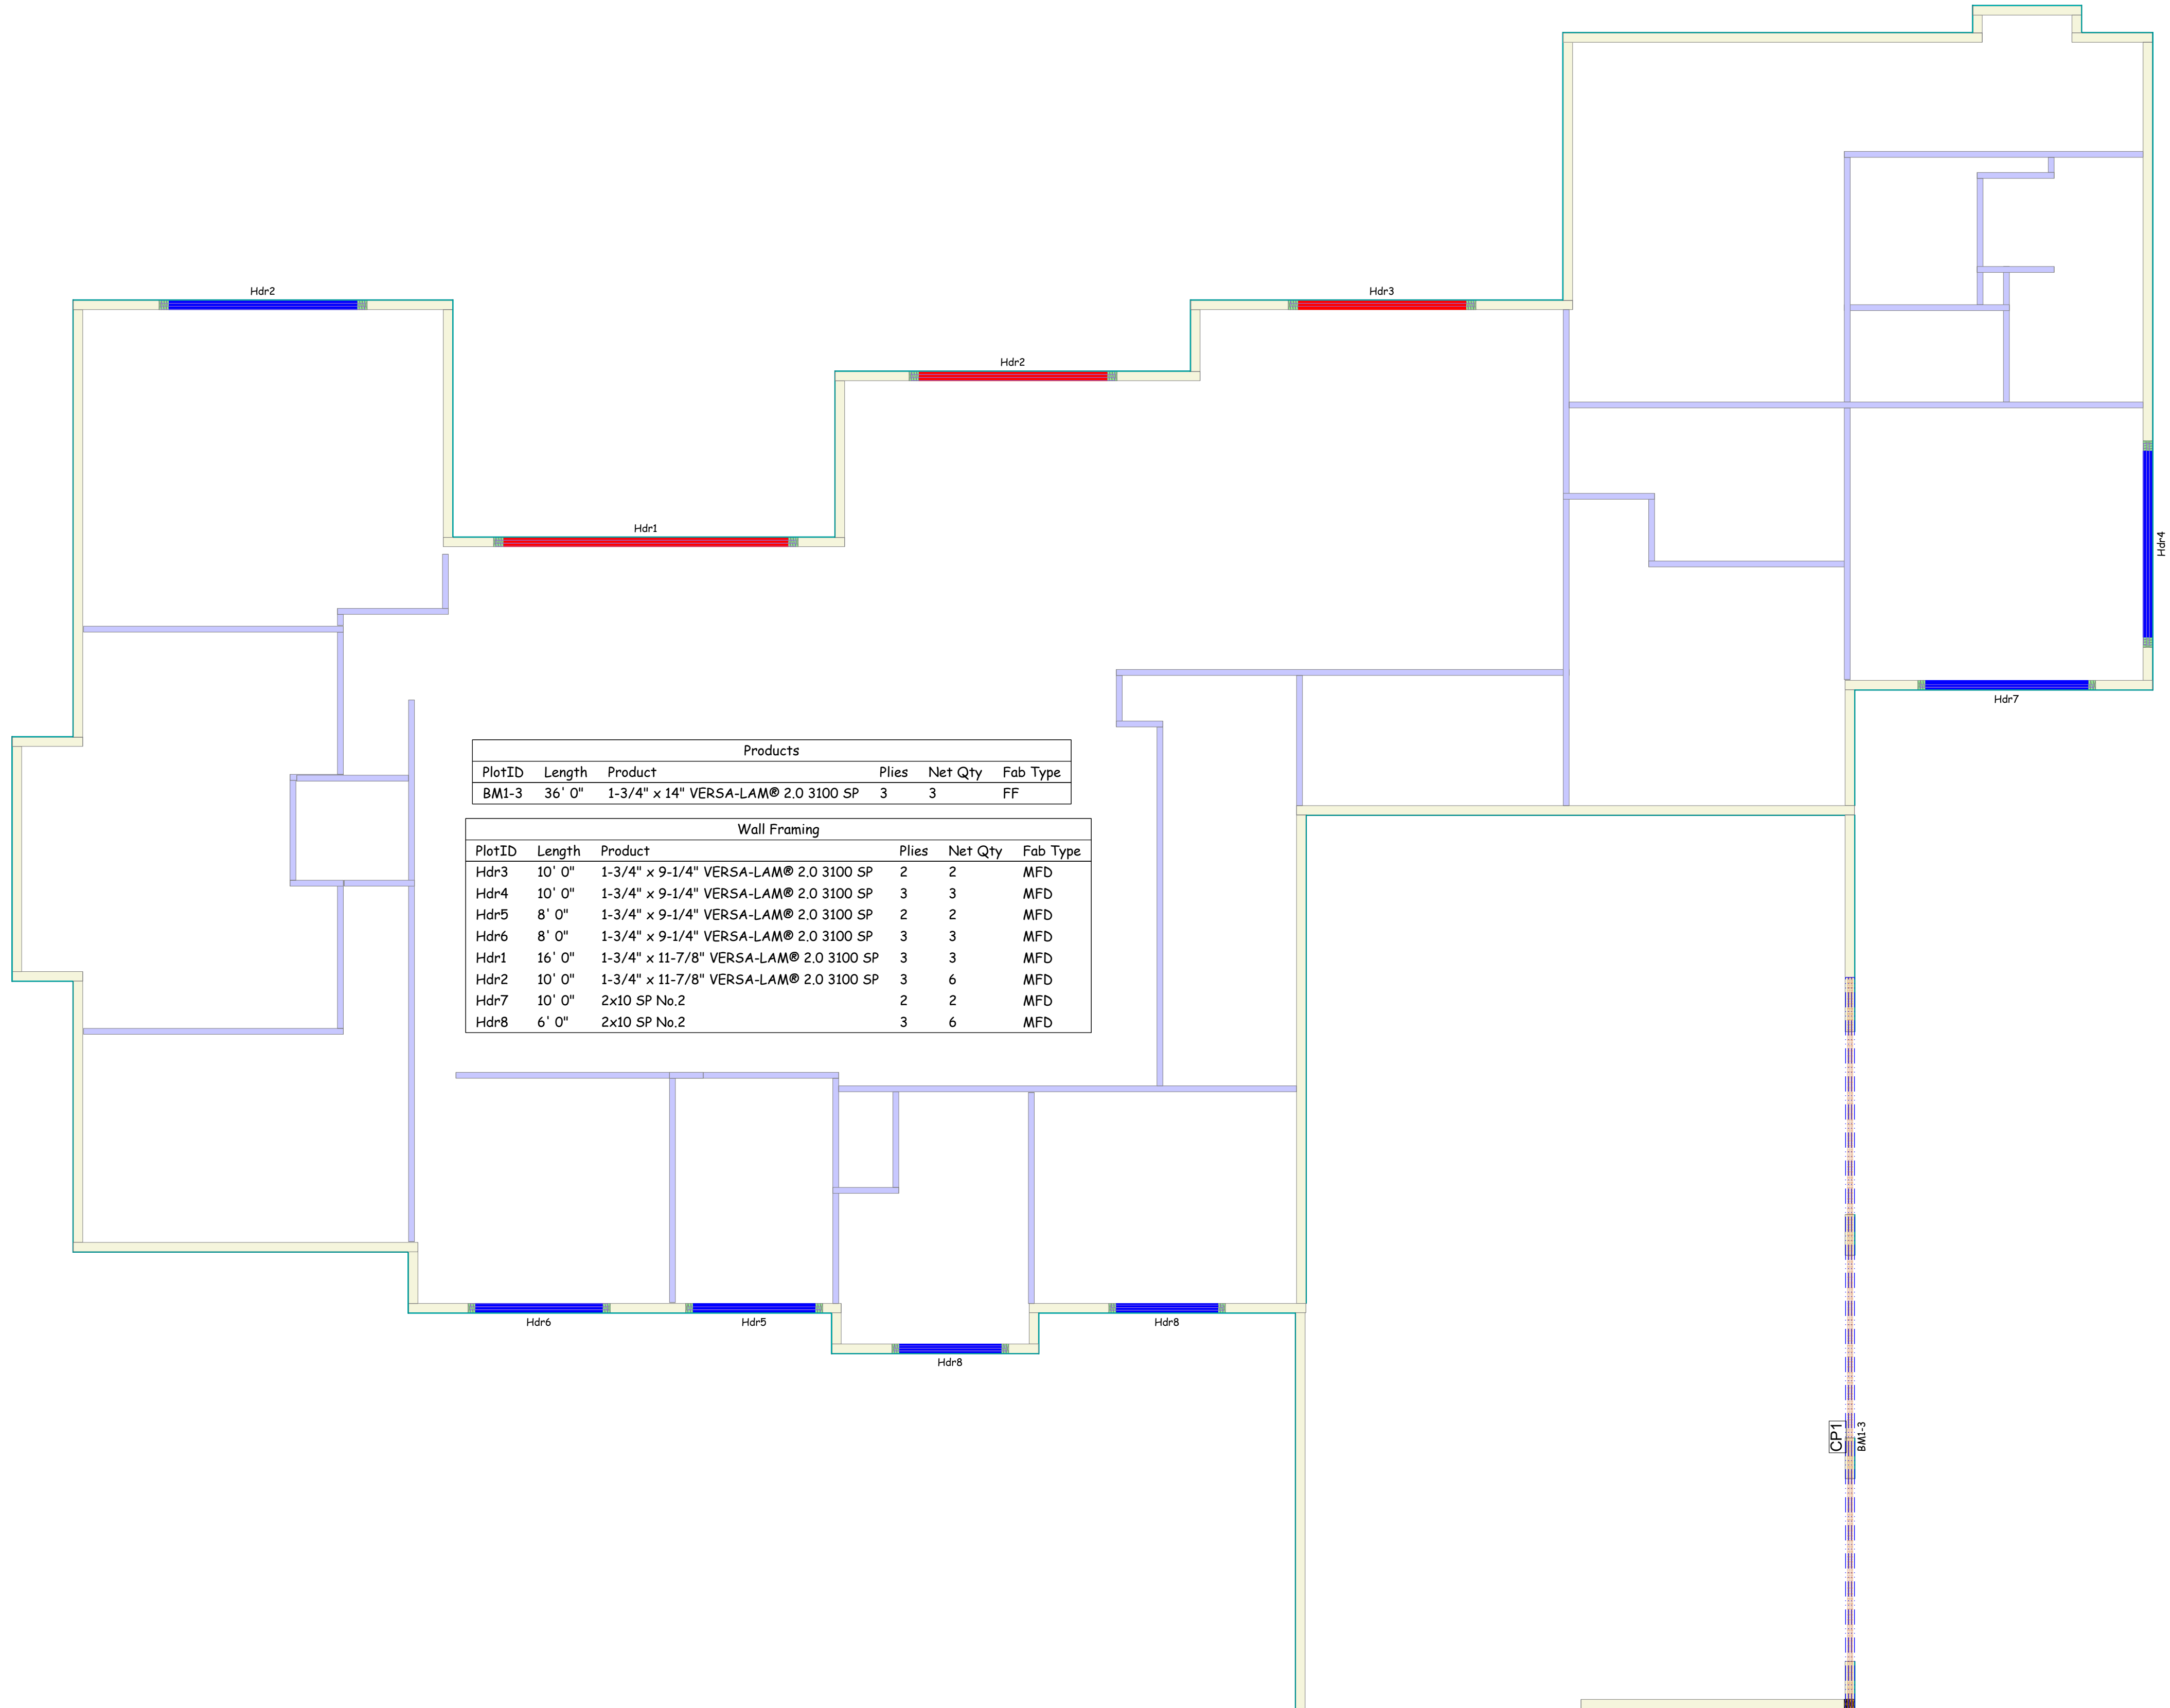 Hdr2
Hdr3
Hdr2
Hdr1
Hdr4
Hdr7
Products
PlotID Length Product Plies Net Qty Fab Type
BM1-3 36' 0" 1-3/4" x 14" VERSA-LAM® 2.0 3100 SP 3 3 FF
Wall Framing
PlotID Length Product Plies Net Qty Fab Type
Hdr3 10' 0" 1-3/4" x 9-1/4" VERSA-LAM® 2.0 3100 SP 2 2 MFD
Hdr4 10' 0" 1-3/4" x 9-1/4" VERSA-LAM® 2.0 3100 SP 3 3 MFD
Hdr5 8' 0" 1-3/4" x 9-1/4" VERSA-LAM® 2.0 3100 SP 2 2 MFD
Hdr6 8' 0" 1-3/4" x 9-1/4" VERSA-LAM® 2.0 3100 SP 3 3 MFD
Hdr1 16' 0" 1-3/4" x 11-7/8" VERSA-LAM® 2.0 3100 SP 3 3 MFD
Hdr2 10' 0" 1-3/4" x 11-7/8" VERSA-LAM® 2.0 3100 SP 3 6 MFD
Hdr7 10' 0" 2x10 SP No.2 2 2 MFD
Hdr8 6' 0" 2x10 SP No.2 3 6 MFD
Hdr6
Hdr5
Hdr8
Hdr8
CP1
BM1-3